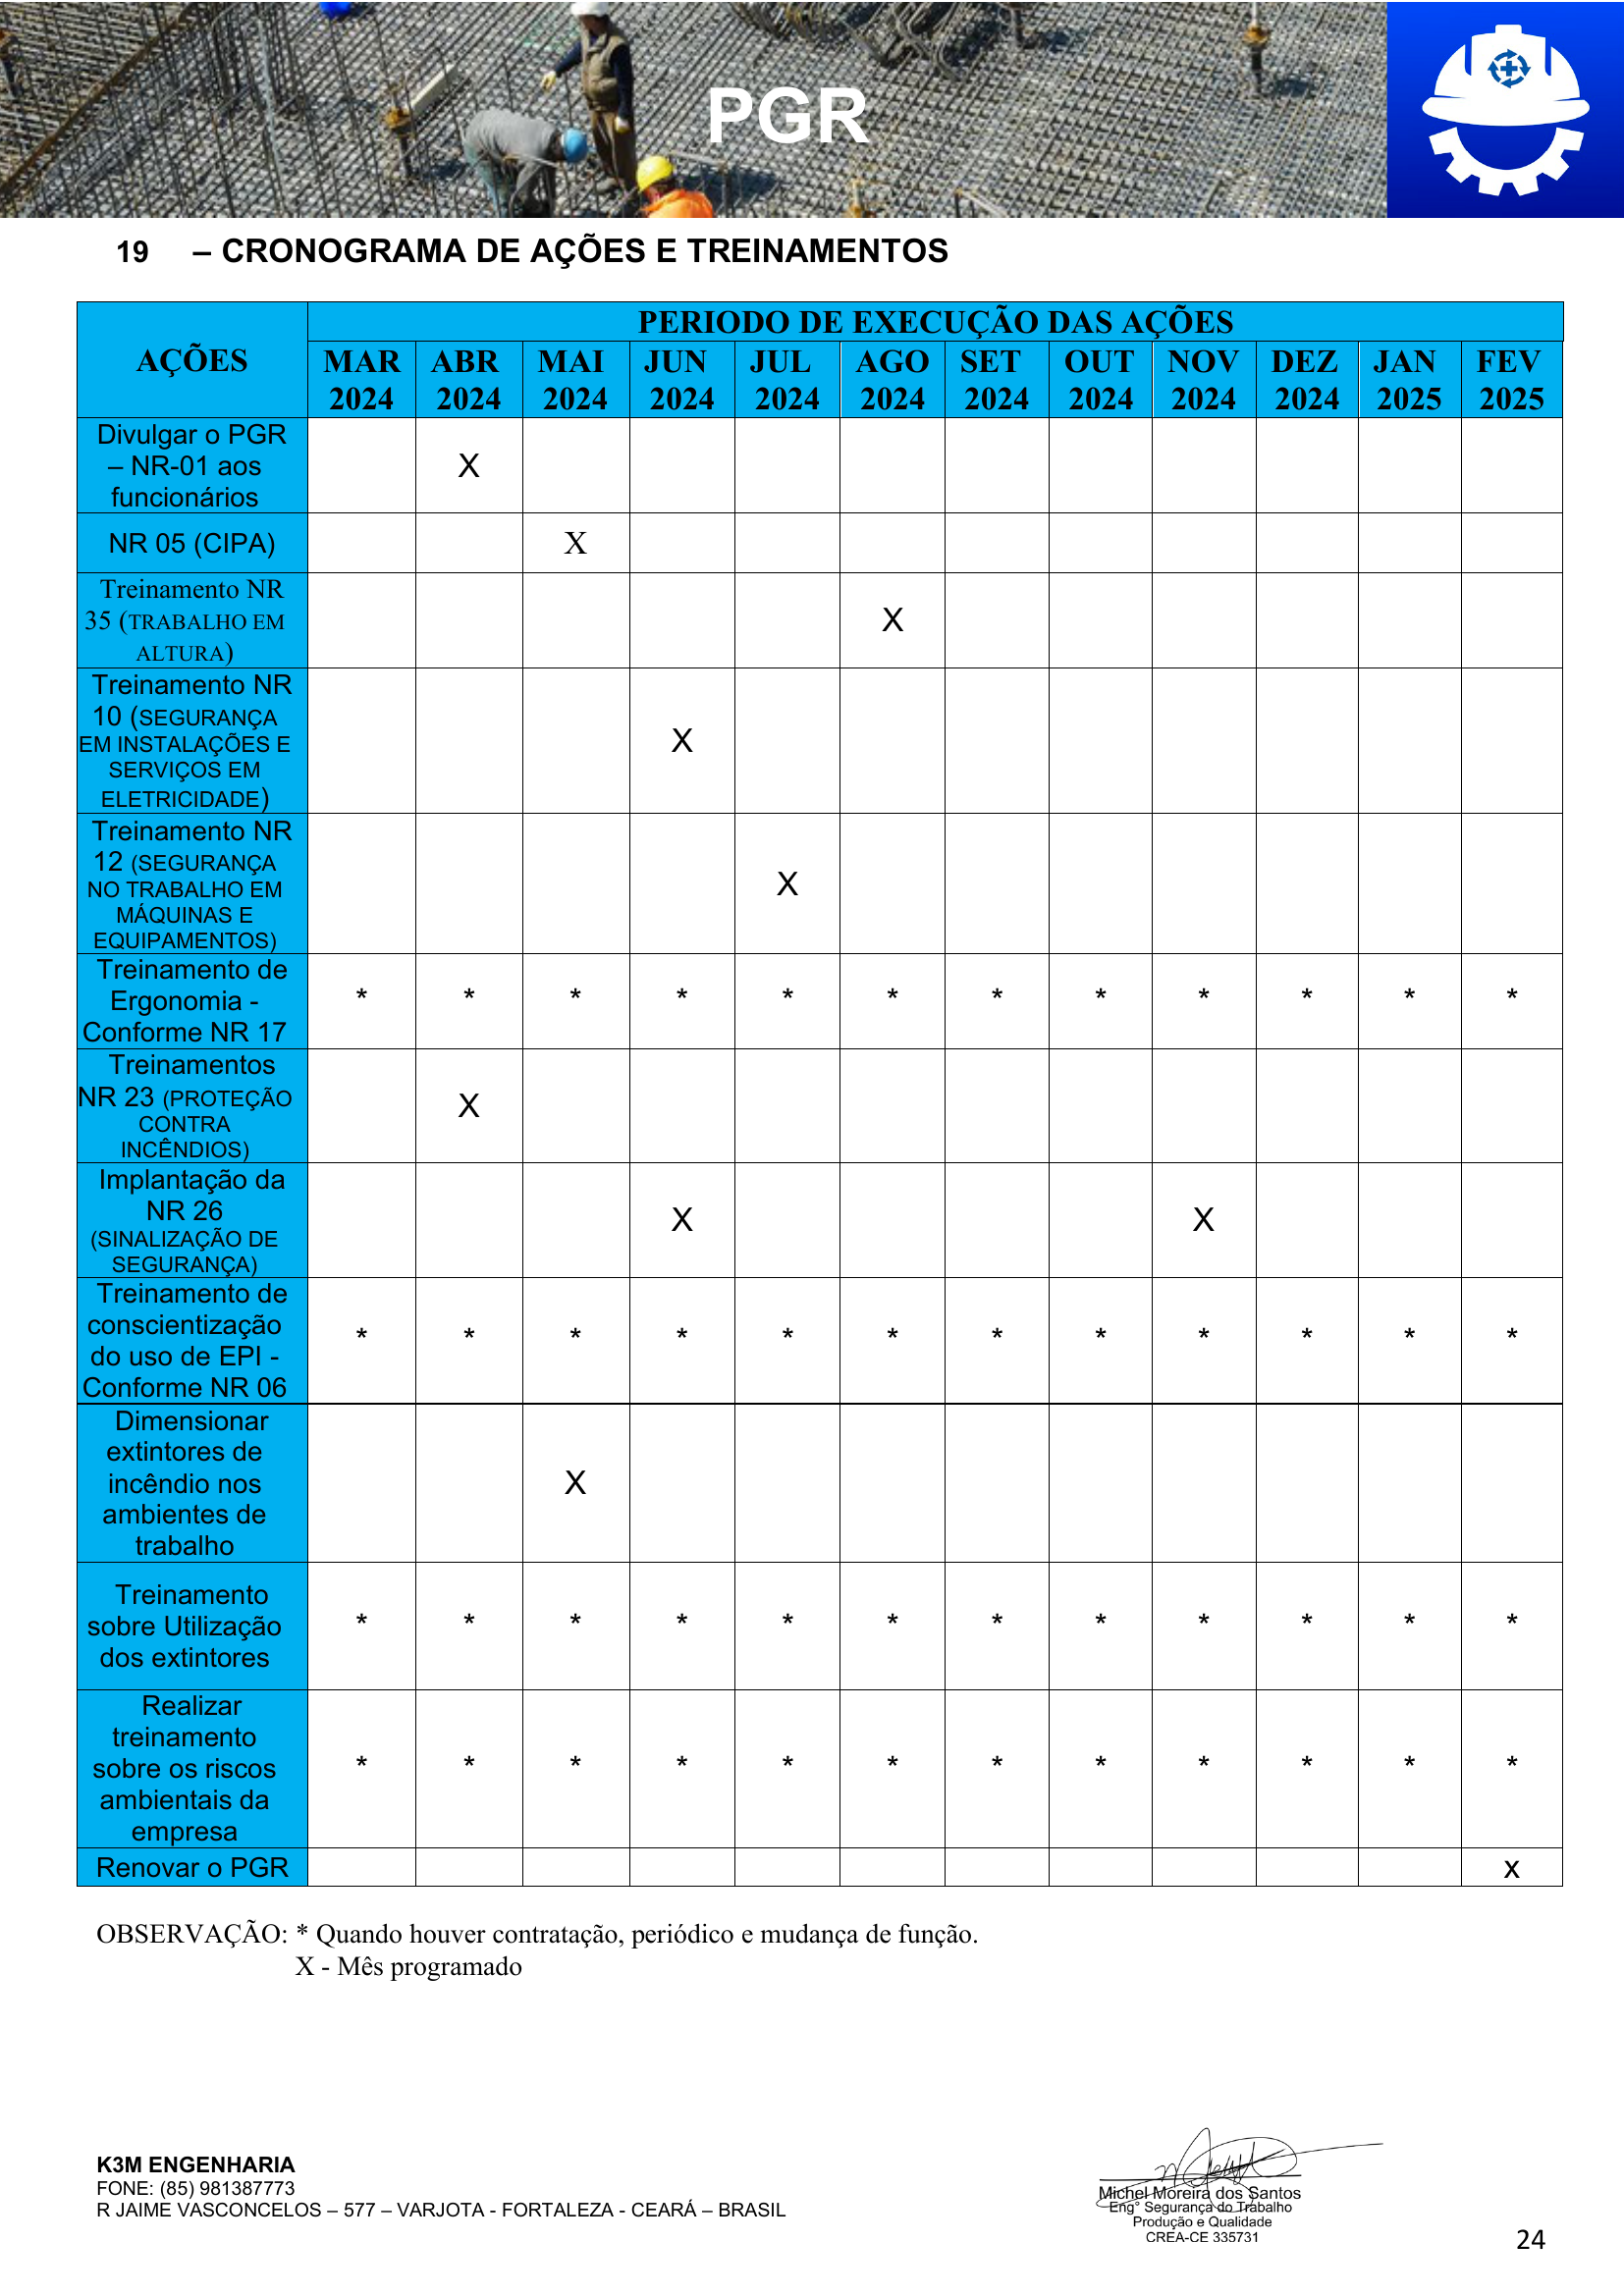 PGR
19 – CRONOGRAMA DE AÇÕES E TREINAMENTOS
AÇÕES
PERIODO DE EXECUÇÃO DAS AÇÕES
MAR ABR MAI JUN JUL AGO SET OUT NOV DEZ JAN FEV
2024 2024 2024 2024 2024 2024 2024 2024 2024 2024 2025 2025
Divulgar o PGR
– NR-01 aos
funcionários
X
NR 05 (CIPA)
X
Treinamento NR
35 (TRABALHO EM
ALTURA)
X
Treinamento NR
10 (SEGURANÇA
EM INSTALAÇÕES E
SERVIÇOS EM
ELETRICIDADE)
X
Treinamento NR
12 (SEGURANÇA
NO TRABALHO EM
MÁQUINAS E
EQUIPAMENTOS)
X
Treinamento de
Ergonomia -
Conforme NR 17
* * * * * * * * * * * *
Treinamentos
NR 23 (PROTEÇÃO
CONTRA
INCÊNDIOS)
X
Implantação da
NR 26
(SINALIZAÇÃO DE
SEGURANÇA)
X X
Treinamento de
conscientização
do uso de EPI -
Conforme NR 06
* * * * * * * * * * * *
Dimensionar
extintores de
incêndio nos
ambientes de
trabalho
X
Treinamento
sobre Utilização
dos extintores
* * * * * * * * * * * *
Realizar
treinamento
sobre os riscos
ambientais da
empresa
* * * * * * * * * * * *
Renovar o PGR
x
OBSERVAÇÃO: * Quando houver contratação, periódico e mudança de função.
X - Mês programado
K3M ENGENHARIA
FONE: (85) 981387773
R JAIME VASCONCELOS – 577 – VARJOTA - FORTALEZA - CEARÁ – BRASIL
Michel Moreira dos Santos
Eng° Segurança do Trabalho
Produção e Qualidade
CREA-CE 335731
24